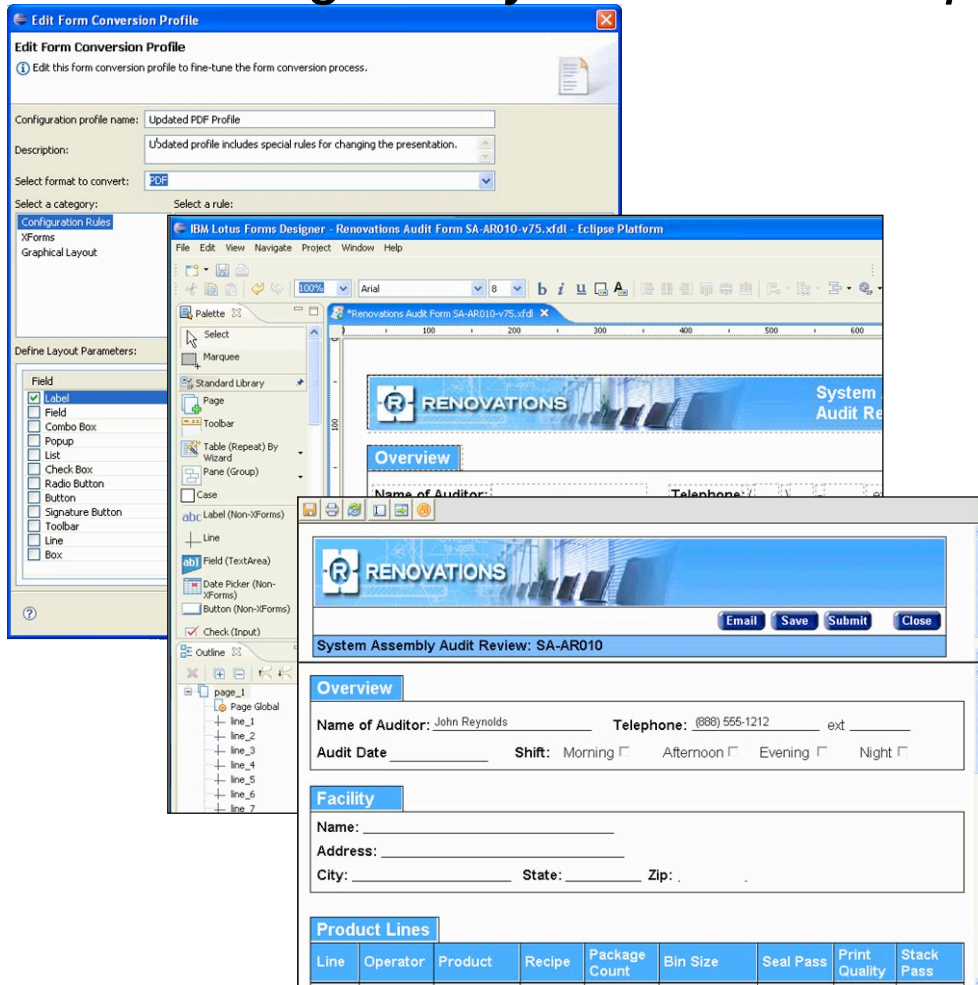 Edit Form Conversion Profile
Edit Form Conversion Profile
Edit this form conversion profile to fine-tune the form conversion process.
Configuration profile name: Updated PDF Profile
Description: Updated profile includes special rules for changing the presentation.
Select format to convert: PDF
Select a category: Select a rule:
Configuration Rules
XForms
Graphical Layout
Define Layout Parameters:
Field
Label
Field
Combo Box
Popup
List
Check Box
Radio Button
Button
Signature Button
Toolbar
Line
Box
IBM Lotus Forms Designer - Renovations Audit Form SA-AR010-v75.xfdl - Eclipse Platform
File Edit View Navigate Project Window Help
100% Arial 8 b i u A
Palette
*Renovations Audit Form SA-AR010-v75.xfdl
0 100 200 300 400 500 600
100
Select
Marquee
Standard Library
Page
Toolbar
Table (Repeat) By
Wizard
Pane (Group)
Case
abc Label (Non-XForms)
Line
ab Field (TextArea)
Date Picker (Non-
XForms)
Button (Non-XForms)
Check (Input)
Outline
page_1
Page Global
line_1
line_2
line_3
line_4
line_5
line_6
line_7
R RENOVATIONS
System
Audit Re
Overview
Name of Auditor: Telephone: ( ) - ex
R RENOVATIONS
Email Save Submit Close
System Assembly Audit Review: SA-AR010
Overview
Name of Auditor: John Reynolds Telephone: (888) 555-1212 ext
Audit Date Shift: Morning Afternoon Evening Night
Facility
Name:
Address:
City: State: Zip:
Product Lines
Line Operator Product Recipe Package Count Bin Size Seal Pass Print Quality Stack Pass